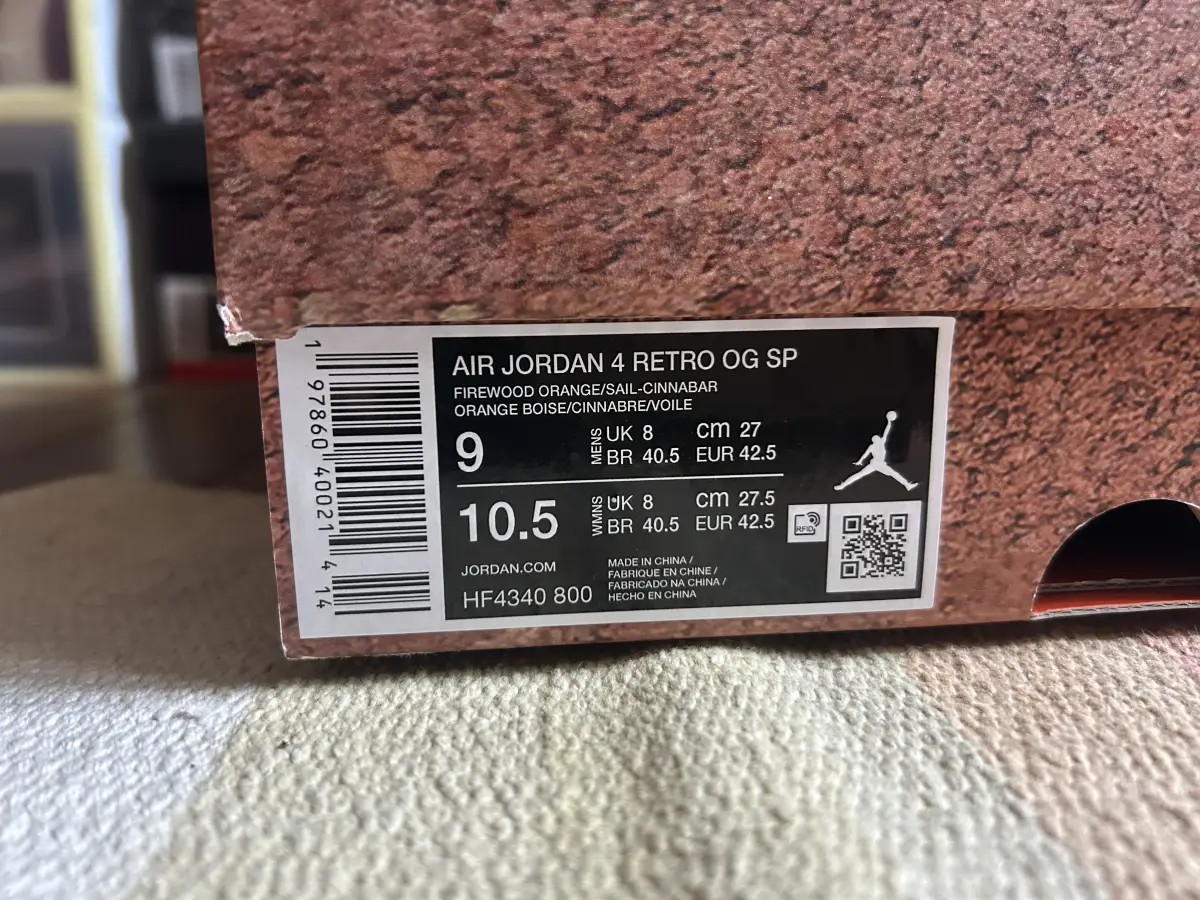 AIR JORDAN 4 RETRO OG SP
FIREWOOD ORANGE/SAIL-CINNABAR
ORANGE BOISE/CINNABRE/VOILE
9 MENS UK 8 cm 27
BR 40.5 EUR 42.5
10.5 WMNS UK 8 cm 27.5
BR 40.5 EUR 42.5
RFID
JORDAN.COM
HF4340 800
MADE IN CHINA /
FABRIQUE EN CHINE /
FABRICADO NA CHINA /
HECHO EN CHINA
1 97860 40021 4 14